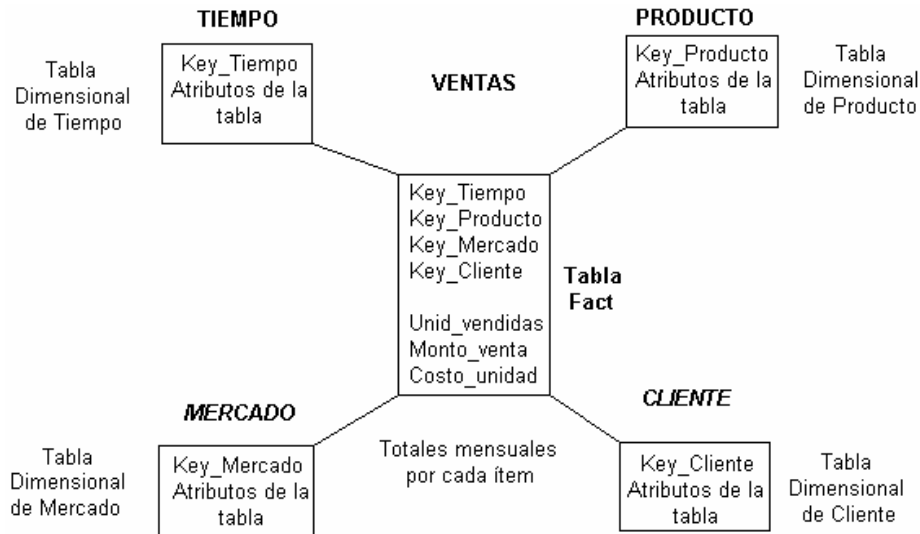 TIEMPO
PRODUCTO
Tabla
Dimensional
de Tiempo
Key_Tiempo
Atributos de la
tabla
VENTAS
Key_Producto
Atributos de la
tabla
Tabla
Dimensional
de Producto
Key_Tiempo
Key_Producto
Key_Mercado
Key_Cliente
Unid_vendidas
Monto_venta
Costo_unidad
Tabla
Fact
MERCADO
CLIENTE
Tabla
Dimensional
de Mercado
Key_Mercado
Atributos de la
tabla
Totales mensuales
por cada ítem
Key_Cliente
Atributos de la
tabla
Tabla
Dimensional
de Cliente